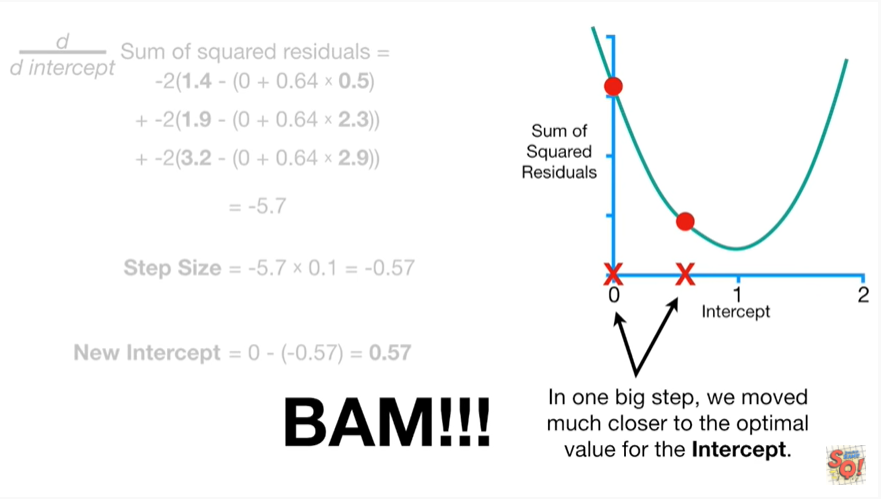 d
d intercept
Sum of squared residuals =
-2(1.4 - (0 + 0.64 × 0.5)
+ -2(1.9 - (0 + 0.64 × 2.3))
+ -2(3.2 - (0 + 0.64 × 2.9))
= -5.7
Step Size = -5.7 × 0.1 = -0.57
New Intercept = 0 - (-0.57) = 0.57
BAM!!!
Sum of
Squared
Residuals
X X
0 1 2
Intercept
In one big step, we moved
much closer to the optimal
value for the Intercept.
SQ!